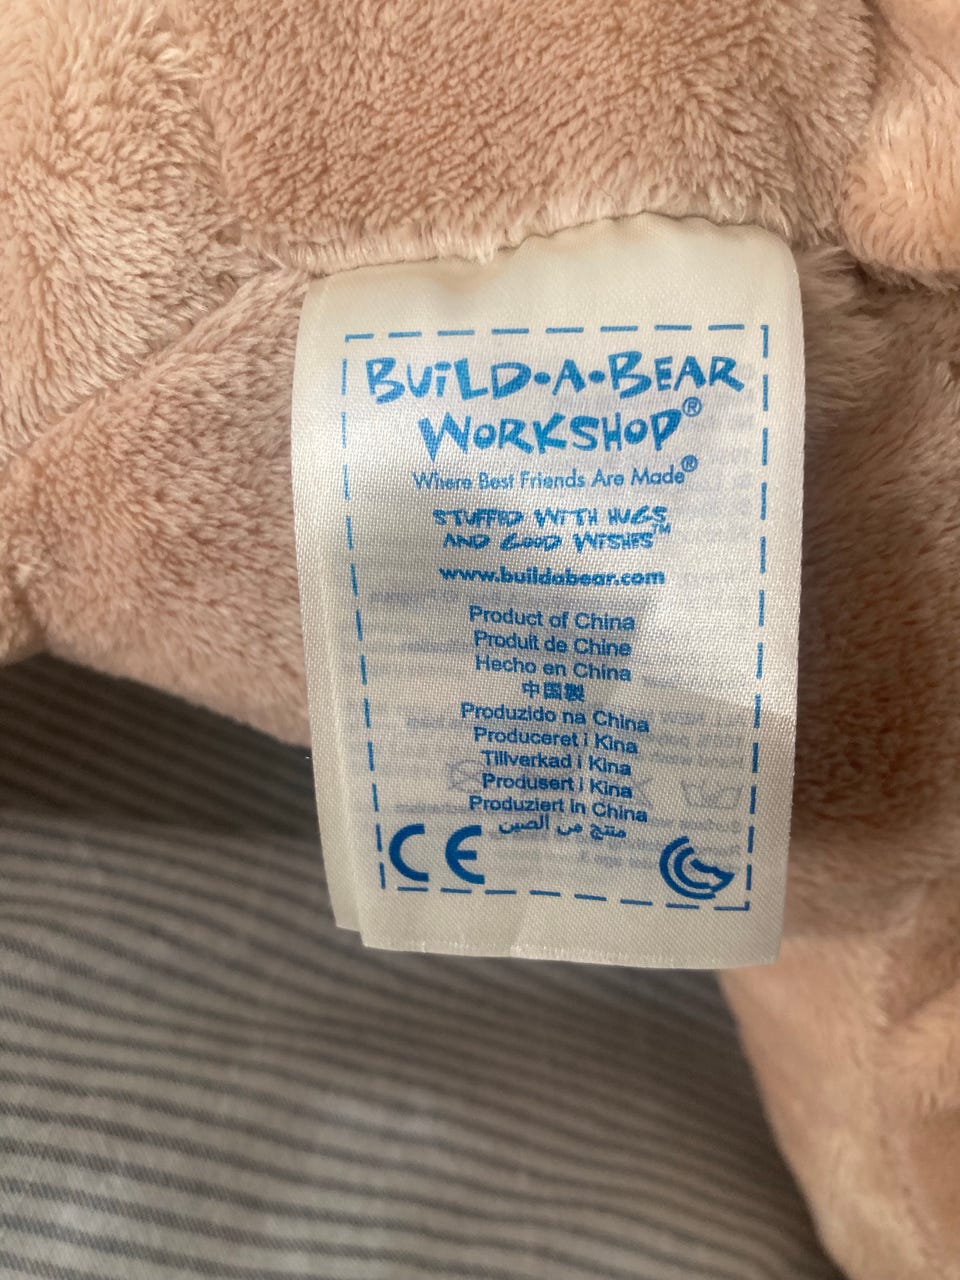 BUiLD•A•BEAR
WORKSHOP®
Where Best Friends Are Made®
STUFFED WITH HUGS
AND GOOD WISHES™
www.buildabear.com
Product of China
Produit de Chine
Hecho en China
中国製
Produzido na China
Produceret i Kina
Tillverkad i Kina
Produsert i Kina
Produziert In China
منتج من الصين
CE